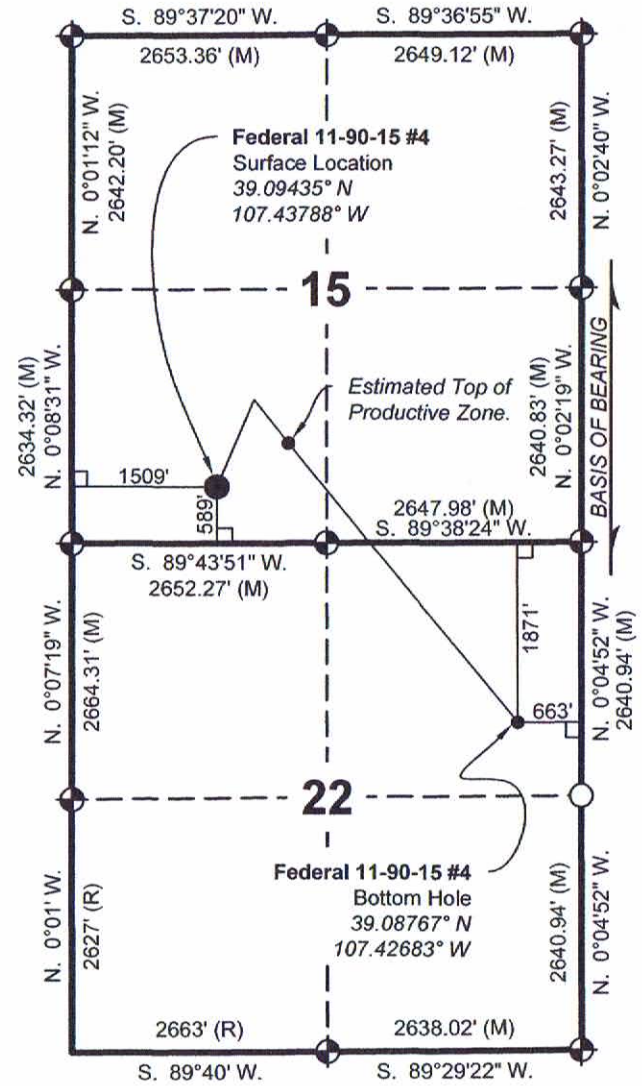 S. 89°37'20" W.
S. 89°36'55" W.
2653.36' (M)
2649.12' (M)
N. 0°01'12" W.
2642.20' (M)
Federal 11-90-15 #4
Surface Location
39.09435° N
107.43788° W
2643.27' (M)
N. 0°02'40" W.
15
2634.32' (M)
N. 0°08'31" W.
Estimated Top of
Productive Zone.
2640.83' (M)
N. 0°02'19" W.
BASIS OF BEARING
1509'
589'
2647.98' (M)
S. 89°38'24" W.
S. 89°43'51" W.
2652.27' (M)
N. 0°07'19" W.
2664.31' (M)
1871'
663'
N. 0°04'52" W.
2640.94' (M)
22
Federal 11-90-15 #4
Bottom Hole
39.08767° N
107.42683° W
N. 0°01' W.
2627' (R)
2640.94' (M)
N. 0°04'52" W.
2663' (R)
2638.02' (M)
S. 89°40' W.
S. 89°29'22" W.